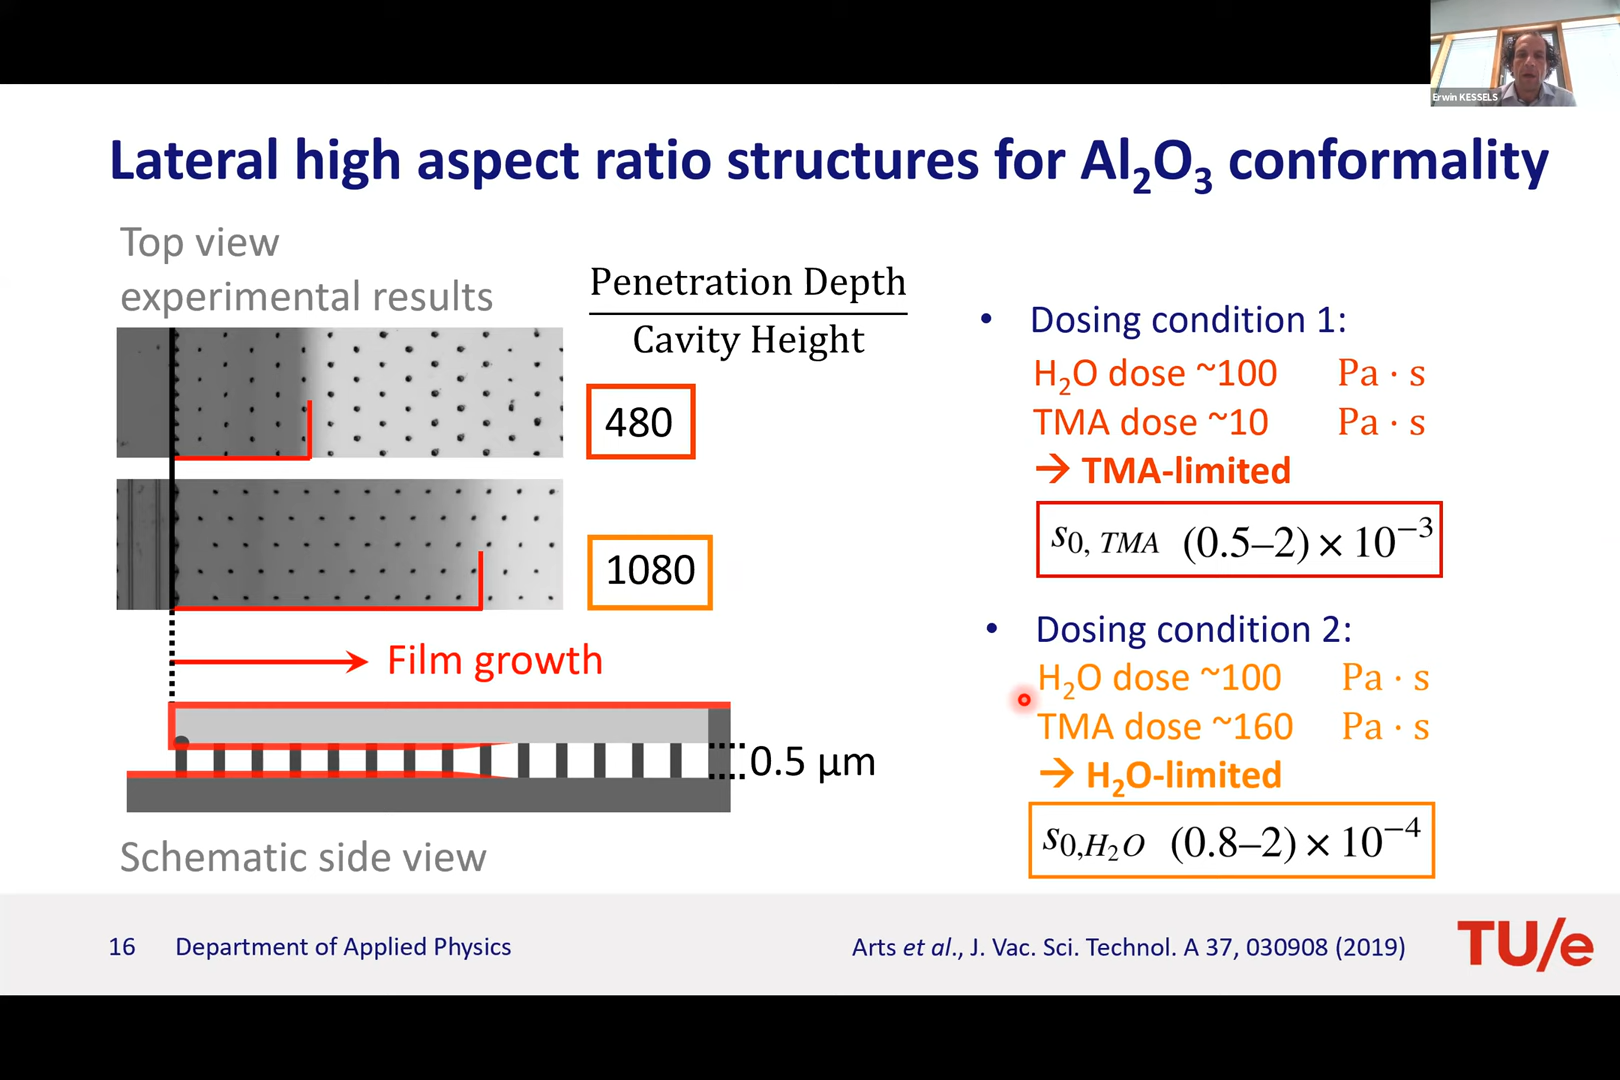 Erwin KESSELS
Lateral high aspect ratio structures for Al₂O₃ conformality
Top view
experimental results
Penetration Depth
Cavity Height
480
1080
Film growth
0.5 µm
Schematic side view
• Dosing condition 1:
H₂O dose ~100 Pa · s
TMA dose ~10 Pa · s
→ TMA-limited
s₀, TMA (0.5–2) × 10⁻³
• Dosing condition 2:
H₂O dose ~100 Pa · s
TMA dose ~160 Pa · s
→ H₂O-limited
s₀,H₂O (0.8–2) × 10⁻⁴
16 Department of Applied Physics
Arts et al., J. Vac. Sci. Technol. A 37, 030908 (2019)
TU/e